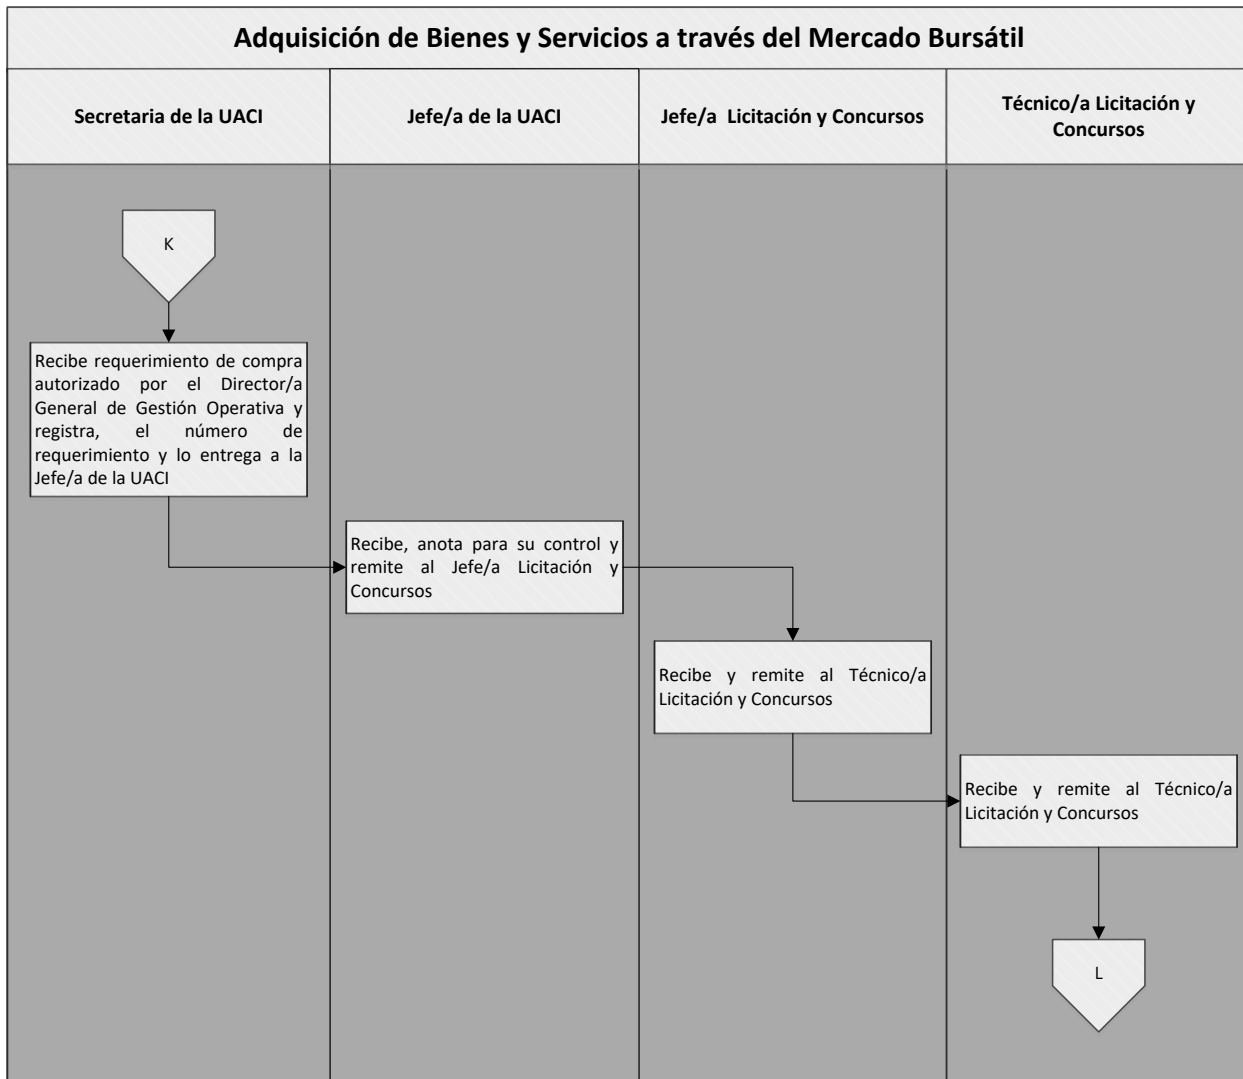 Adquisición de Bienes y Servicios a través del Mercado Bursátil
Secretaria de la UACI
Jefe/a de la UACI
Jefe/a Licitación y Concursos
Técnico/a Licitación y
Concursos
K
Recibe requerimiento de compra
autorizado por el Director/a
General de Gestión Operativa y
registra, el número de
requerimiento y lo entrega a la
Jefe/a de la UACI
Recibe, anota para su control y
remite al Jefe/a Licitación y
Concursos
Recibe y remite al Técnico/a
Licitación y Concursos
Recibe y remite al Técnico/a
Licitación y Concursos
L